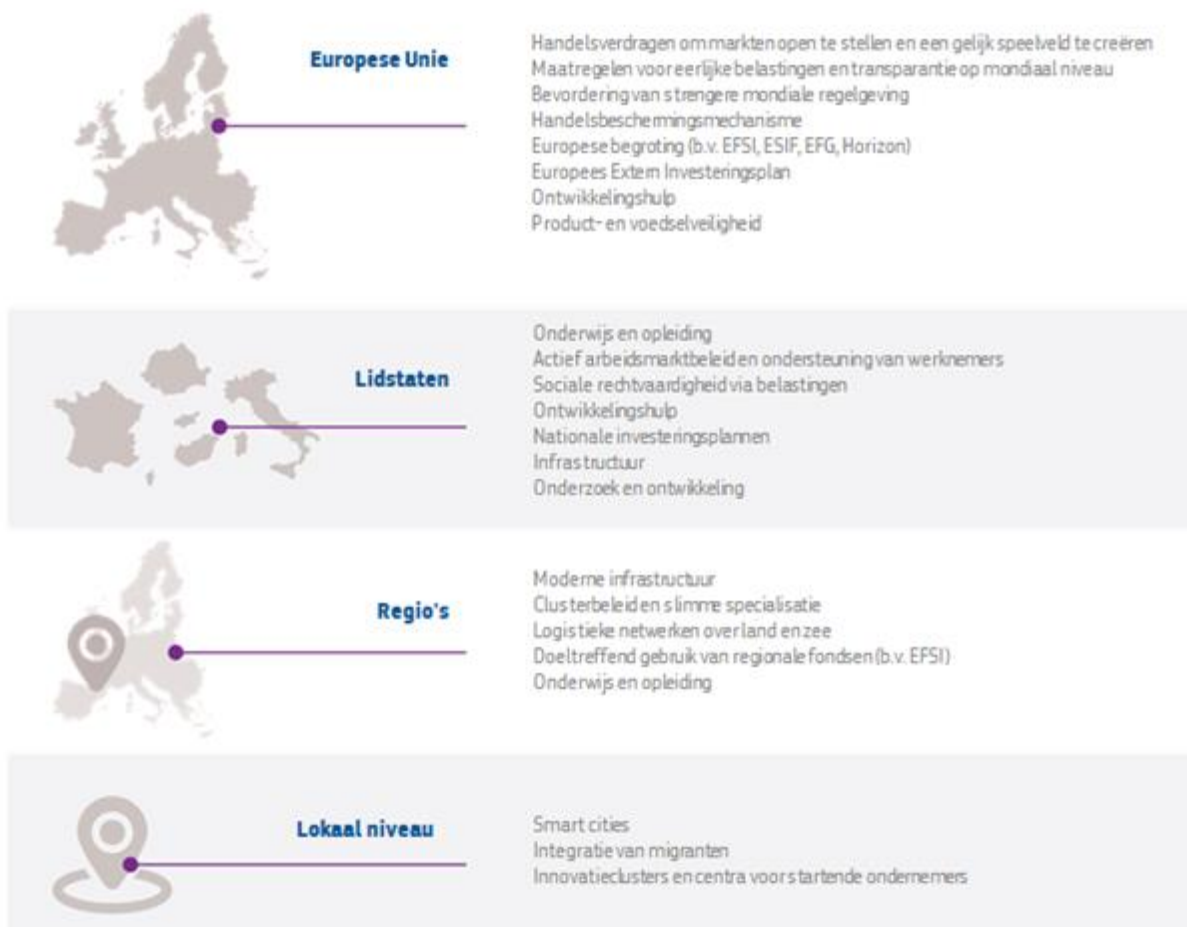 Europese Unie
Handelsverdragen om markten open te stellen en een gelijk speelveld te creëren
Maatregelen voor eerlijke belastingen en transparantie op mondiaal niveau
Bevordering van strengere mondiale regelgeving
Handelsbeschermingsmechanisme
Europese begroting (b.v. EFSI, ESIF, EFG, Horizon)
Europees Extern Investeringsplan
Ontwikkelingshulp
Product- en voedselveiligheid
Lidstaten
Onderwijs en opleiding
Actief arbeidsmarktbeleid en ondersteuning van werknemers
Sociale rechtvaardigheid via belastingen
Ontwikkelingshulp
Nationale investeringsplannen
Infrastructuur
Onderzoek en ontwikkeling
Regio's
Moderne infrastructuur
Clusterbeleid en slimme specialisatie
Logistieke netwerken over land en zee
Doeltreffend gebruik van regionale fondsen (b.v. EFSI)
Onderwijs en opleiding
Lokaal niveau
Smart cities
Integratie van migranten
Innovatieclusters en centra voor startende ondernemers